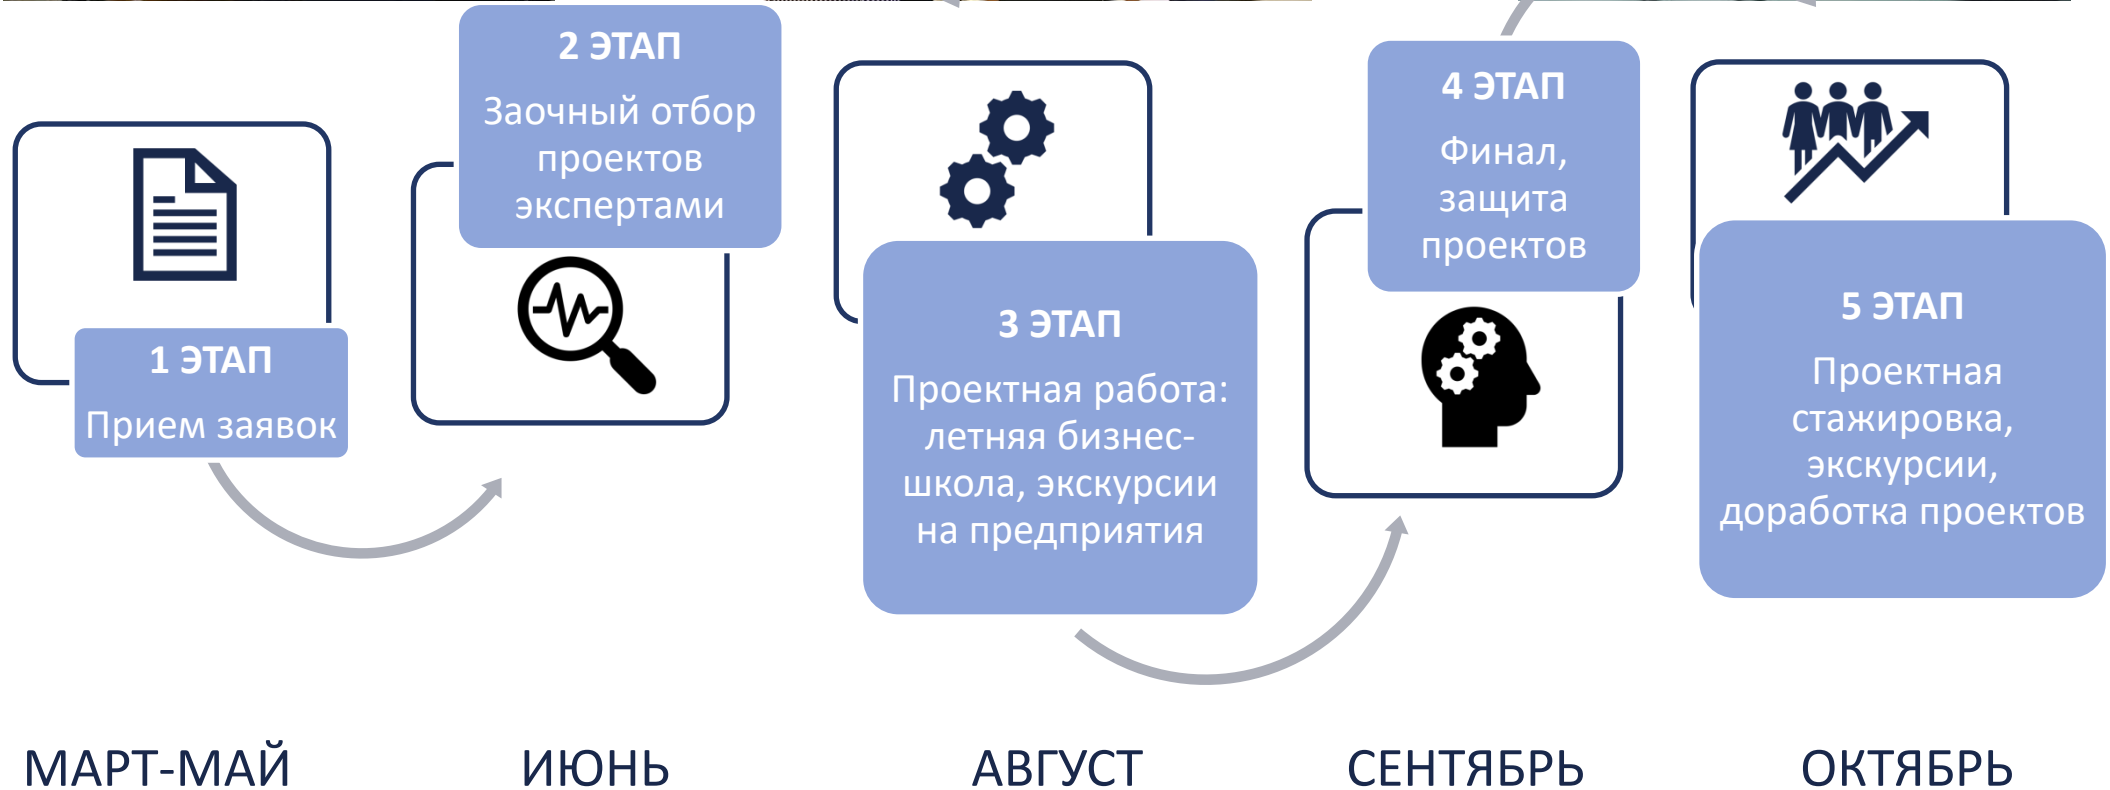 1 ЭТАП
Прием заявок
2 ЭТАП
Заочный отбор
проектов
экспертами
3 ЭТАП
Проектная работа:
летняя бизнес-
школа, экскурсии
на предприятия
4 ЭТАП
Финал,
защита
проектов
5 ЭТАП
Проектная
стажировка,
экскурсии,
доработка проектов
МАРТ-МАЙ
ИЮНЬ
АВГУСТ
СЕНТЯБРЬ
ОКТЯБРЬ